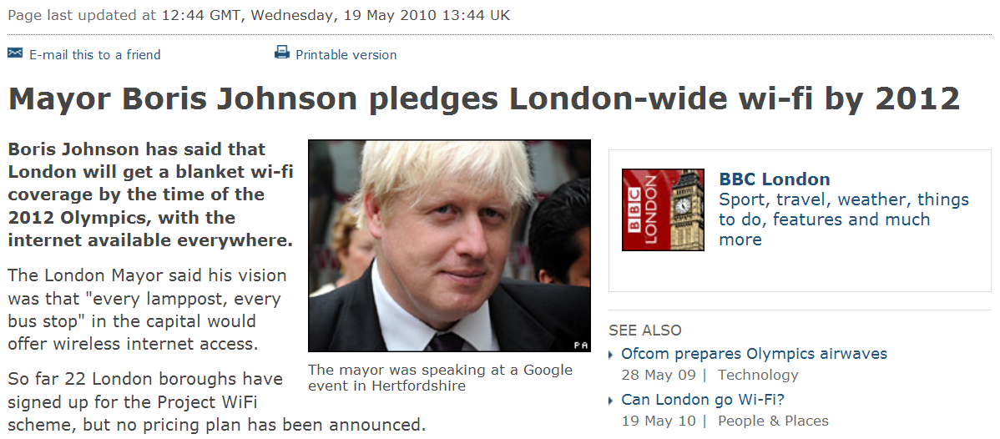 Page last updated at 12:44 GMT, Wednesday, 19 May 2010 13:44 UK
E-mail this to a friend
Printable version
Mayor Boris Johnson pledges London-wide wi-fi by 2012
Boris Johnson has said that
London will get a blanket wi-fi
coverage by the time of the
2012 Olympics, with the
internet available everywhere.
The London Mayor said his vision
was that "every lamppost, every
bus stop" in the capital would
offer wireless internet access.
So far 22 London boroughs have
signed up for the Project WiFi
scheme, but no pricing plan has been announced.
PA
The mayor was speaking at a Google
event in Hertfordshire
BBC
LONDON
BBC London
Sport, travel, weather, things
to do, features and much
more
SEE ALSO
Ofcom prepares Olympics airwaves
28 May 09 | Technology
Can London go Wi-Fi?
19 May 10 | People & Places